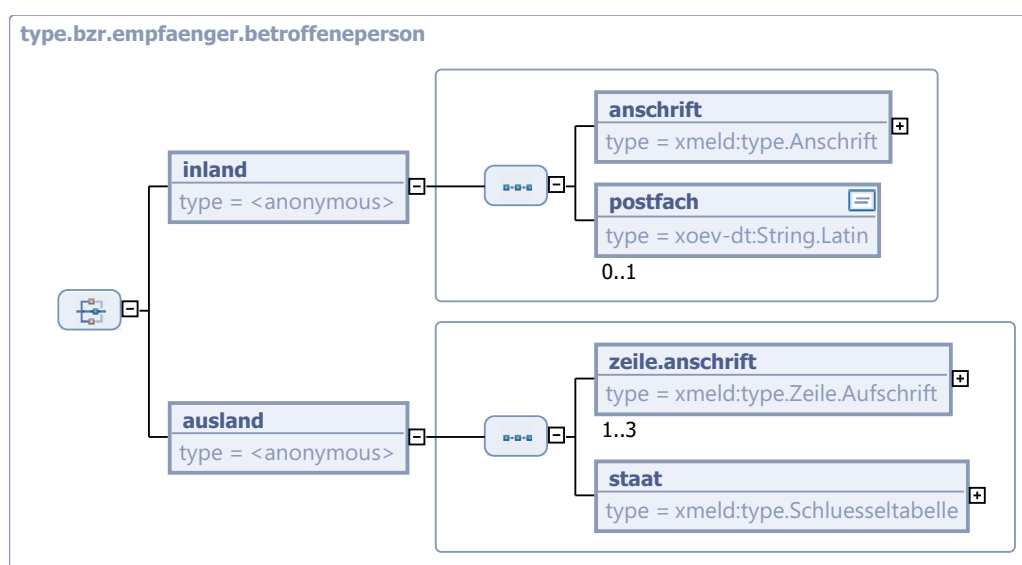 type.bzr.empfaenger.betroffeneperson
anschrift
type = xmeld:type.Anschrift
inland
type = <anonymous>
postfach
type = xoev-dt:String.Latin
0..1
zeile.anschrift
type = xmeld:type.Zeile.Aufschrift
1..3
ausland
type = <anonymous>
staat
type = xmeld:type.Schluesseltabelle